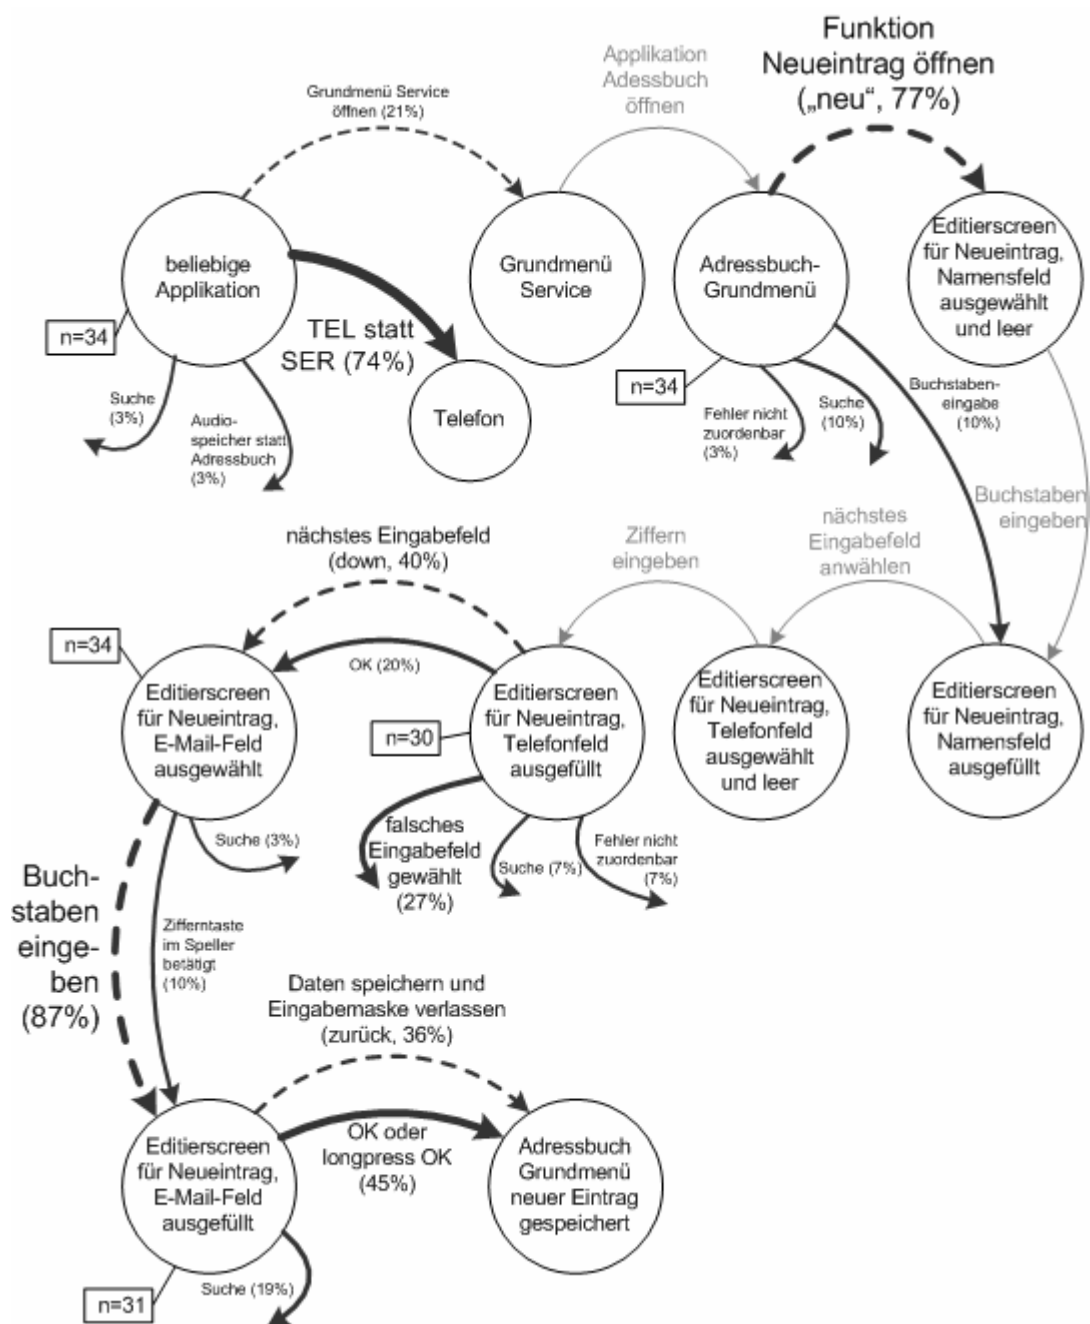 Funktion
Neueintrag öffnen
(„neu“, 77%)
Applikation
Adessbuch
öffnen
Grundmenü Service
öffnen (21%)
beliebige
Applikation
Grundmenü
Service
Adressbuch-
Grundmenü
Editierscreen
für Neueintrag,
Namensfeld
ausgewählt
und leer
n=34
TEL statt
SER (74%)
Telefon
n=34
Suche
(3%)
Audio-
speicher statt
Adressbuch
(3%)
Fehler nicht
zuordenbar
(3%)
Suche
(10%)
Buchstaben-
eingabe
(10%)
Buchstaben
eingeben
nächstes Eingabefeld
(down, 40%)
Ziffern
eingeben
nächstes
Eingabefeld
anwählen
n=34
OK (20%)
Editierscreen
für Neueintrag,
E-Mail-Feld
ausgewählt
n=30
Editierscreen
für Neueintrag,
Telefonfeld
ausgefüllt
Editierscreen
für Neueintrag,
Telefonfeld
ausgewählt
und leer
Editierscreen
für Neueintrag,
Namensfeld
ausgefüllt
Suche (3%)
falsches
Eingabefeld
gewählt
(27%)
Suche (7%)
Fehler nicht
zuordenbar
(7%)
Buch-
staben
einge-
ben
(87%)
Zifferntaste
im Speller
betätigt
(10%)
Daten speichern und
Eingabemaske verlassen
(zurück, 36%)
Editierscreen
für Neueintrag,
E-Mail-Feld
ausgefüllt
OK oder
longpress OK
(45%)
Adressbuch
Grundmenü
neuer Eintrag
gespeichert
Suche (19%)
n=31